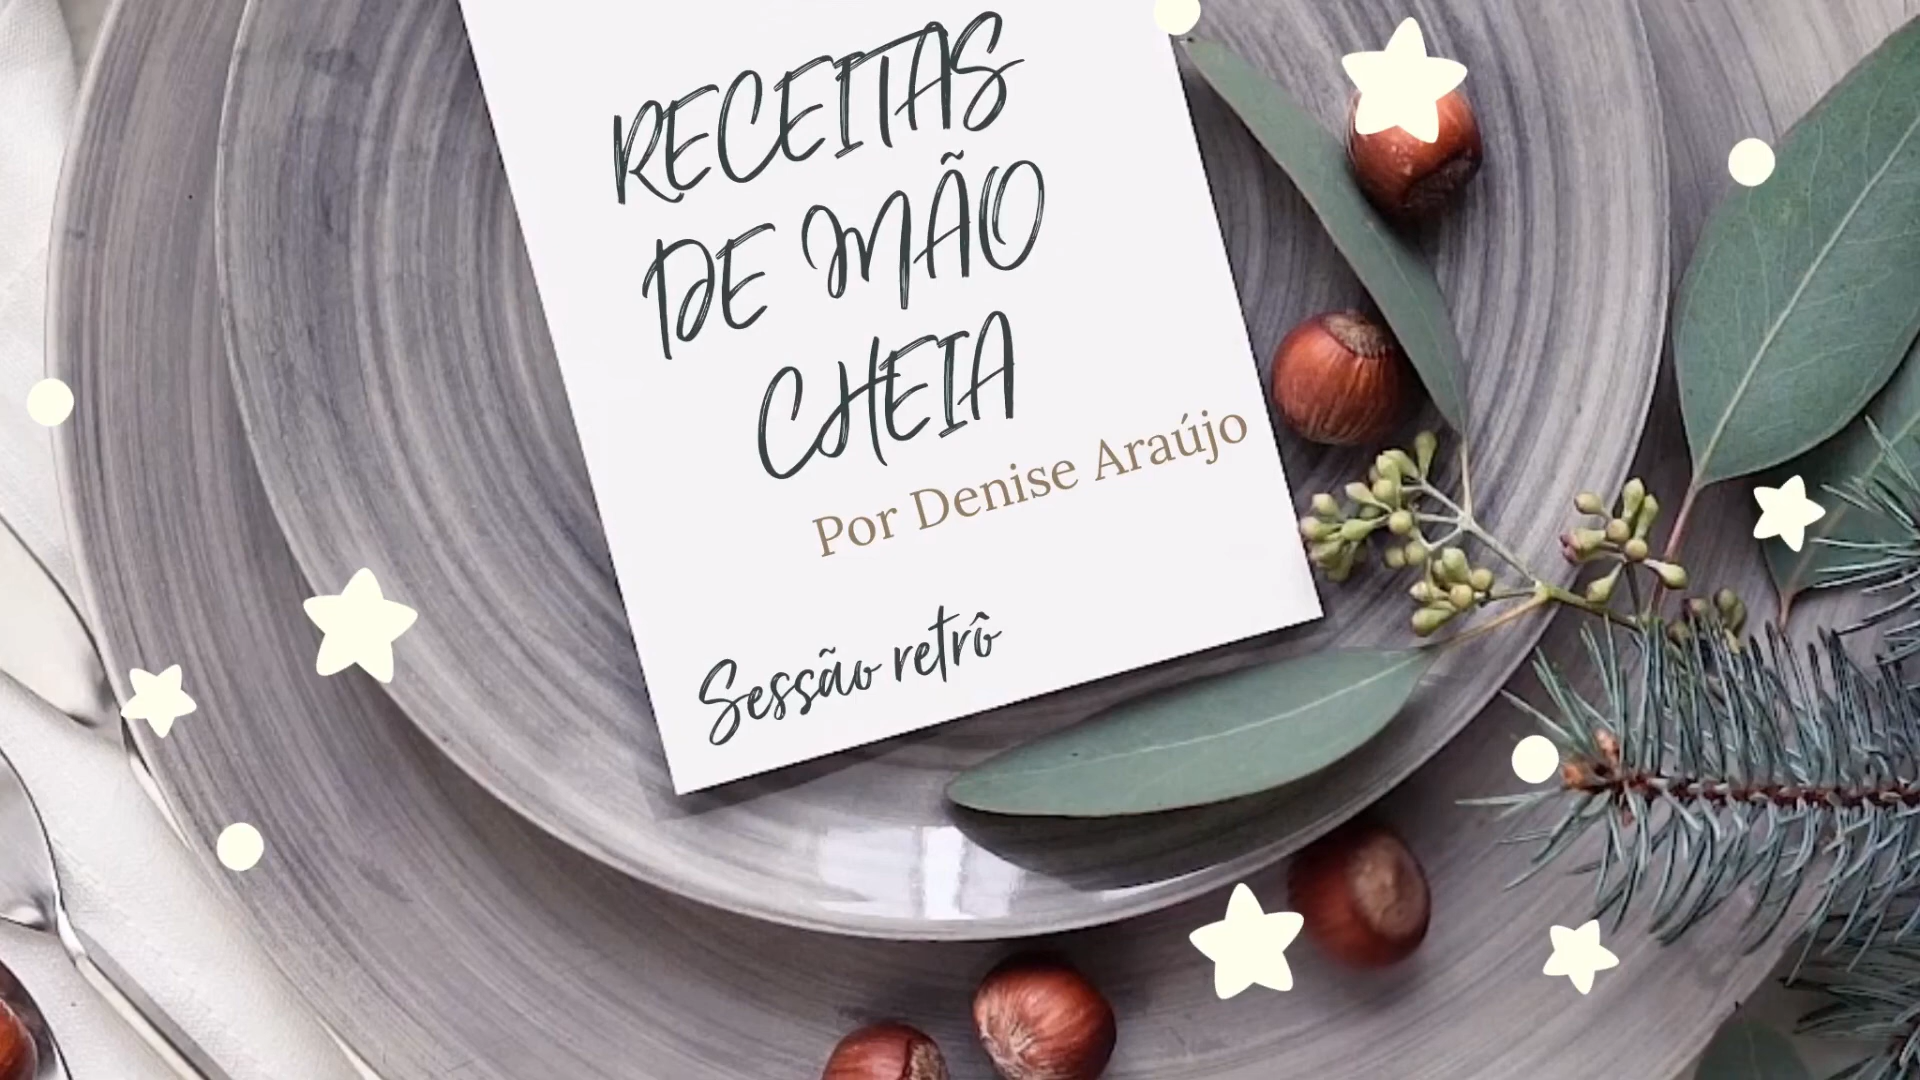 RECEITAS
DE MÃO
CHEIA
Por Denise Araújo
Sessão retrô